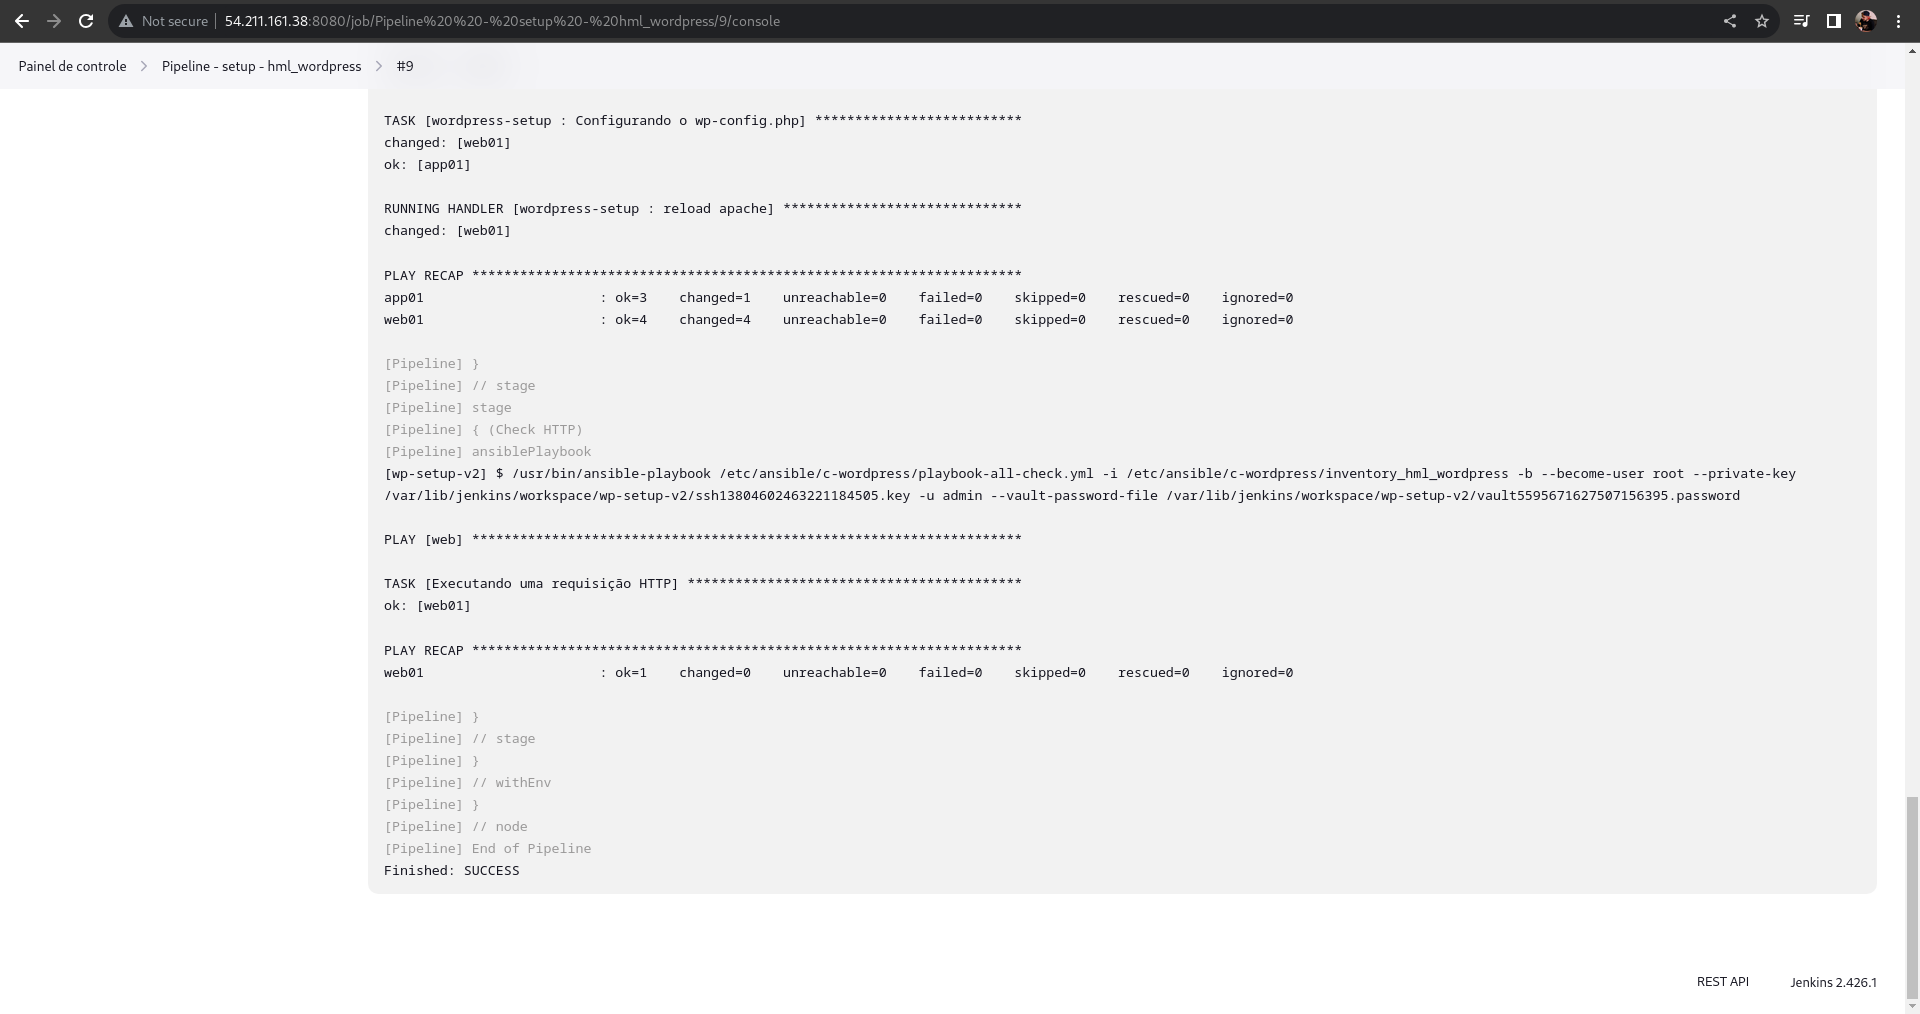 Not secure | 54.211.161.38:8080/job/Pipeline%20%20-%20setup%20-%20hml_wordpress/9/console
Painel de controle > Pipeline - setup - hml_wordpress > #9
TASK [wordpress-setup : Configurando o wp-config.php] **************************
changed: [web01]
ok: [app01]
RUNNING HANDLER [wordpress-setup : reload apache] ******************************
changed: [web01]
PLAY RECAP *********************************************************************
app01                      : ok=3    changed=1    unreachable=0    failed=0    skipped=0    rescued=0    ignored=0
web01                      : ok=4    changed=4    unreachable=0    failed=0    skipped=0    rescued=0    ignored=0
[Pipeline] }
[Pipeline] // stage
[Pipeline] stage
[Pipeline] { (Check HTTP)
[Pipeline] ansiblePlaybook
[wp-setup-v2] $ /usr/bin/ansible-playbook /etc/ansible/c-wordpress/playbook-all-check.yml -i /etc/ansible/c-wordpress/inventory_hml_wordpress -b --become-user root --private-key
/var/lib/jenkins/workspace/wp-setup-v2/ssh13804602463221184505.key -u admin --vault-password-file /var/lib/jenkins/workspace/wp-setup-v2/vault5595671627507156395.password
PLAY [web] *********************************************************************
TASK [Executando uma requisição HTTP] ******************************************
ok: [web01]
PLAY RECAP *********************************************************************
web01                      : ok=1    changed=0    unreachable=0    failed=0    skipped=0    rescued=0    ignored=0
[Pipeline] }
[Pipeline] // stage
[Pipeline] }
[Pipeline] // withEnv
[Pipeline] }
[Pipeline] // node
[Pipeline] End of Pipeline
Finished: SUCCESS
REST API    Jenkins 2.426.1